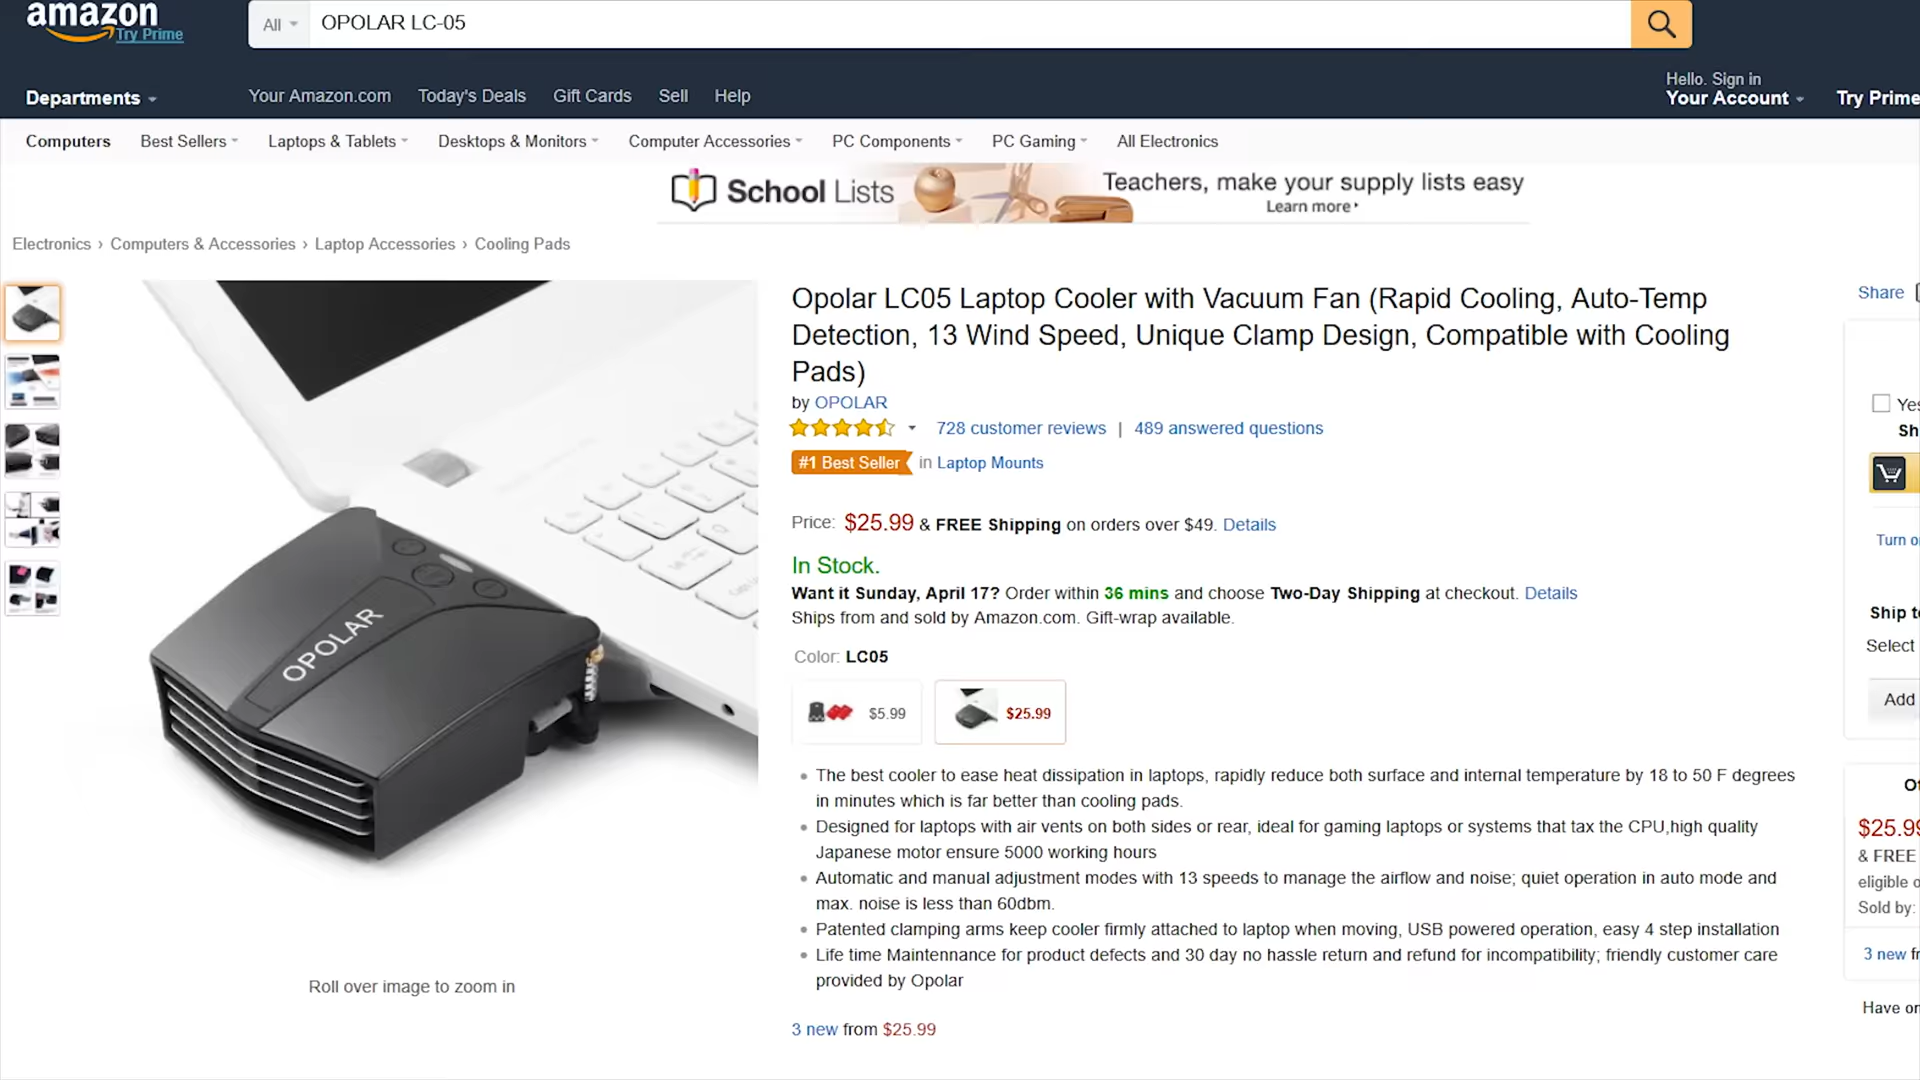 amazon
Try Prime
All
OPOLAR LC-05
Departments
Your Amazon.com Today's Deals Gift Cards Sell Help
Hello. Sign in
Your Account
Try Prime
Computers Best Sellers Laptops & Tablets Desktops & Monitors Computer Accessories PC Components PC Gaming All Electronics
School Lists
Teachers, make your supply lists easy
Learn more
Electronics › Computers & Accessories › Laptop Accessories › Cooling Pads
OPOLAR
Roll over image to zoom in
Opolar LC05 Laptop Cooler with Vacuum Fan (Rapid Cooling, Auto-Temp
Detection, 13 Wind Speed, Unique Clamp Design, Compatible with Cooling
Pads)
by OPOLAR
728 customer reviews | 489 answered questions
#1 Best Seller in Laptop Mounts
Price: $25.99 & FREE Shipping on orders over $49. Details
In Stock.
Want it Sunday, April 17? Order within 36 mins and choose Two-Day Shipping at checkout. Details
Ships from and sold by Amazon.com. Gift-wrap available.
Color: LC05
$5.99
$25.99
The best cooler to ease heat dissipation in laptops, rapidly reduce both surface and internal temperature by 18 to 50 F degrees
in minutes which is far better than cooling pads.
Designed for laptops with air vents on both sides or rear, ideal for gaming laptops or systems that tax the CPU,high quality
Japanese motor ensure 5000 working hours
Automatic and manual adjustment modes with 13 speeds to manage the airflow and noise; quiet operation in auto mode and
max. noise is less than 60dbm.
Patented clamping arms keep cooler firmly attached to laptop when moving, USB powered operation, easy 4 step installation
Life time Maintennance for product defects and 30 day no hassle return and refund for incompatibility; friendly customer care
provided by Opolar
3 new from $25.99
Share
Turn
Ship
Select
Add
$25.99
& FREE
eligible
Sold by:
3 new
Have